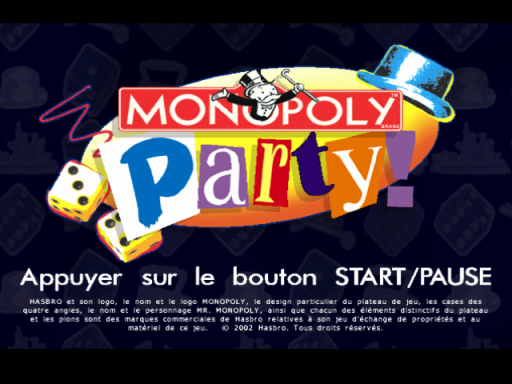 MONOPOLY™
BRAND
Party!
Appuyer sur le bouton START/PAUSE
HASBRO et son logo, le nom et le logo MONOPOLY, le design particulier du plateau de jeu, les cases des
quatre angles, le nom et le personnage MR. MONOPOLY, ainsi que chacun des éléments distinctifs du plateau
et les pions sont des marques commerciales de Hasbro relatives à son jeu d'échange de propriétés et au
matériel de ce jeu. © 2002 Hasbro. Tous droits réservés.